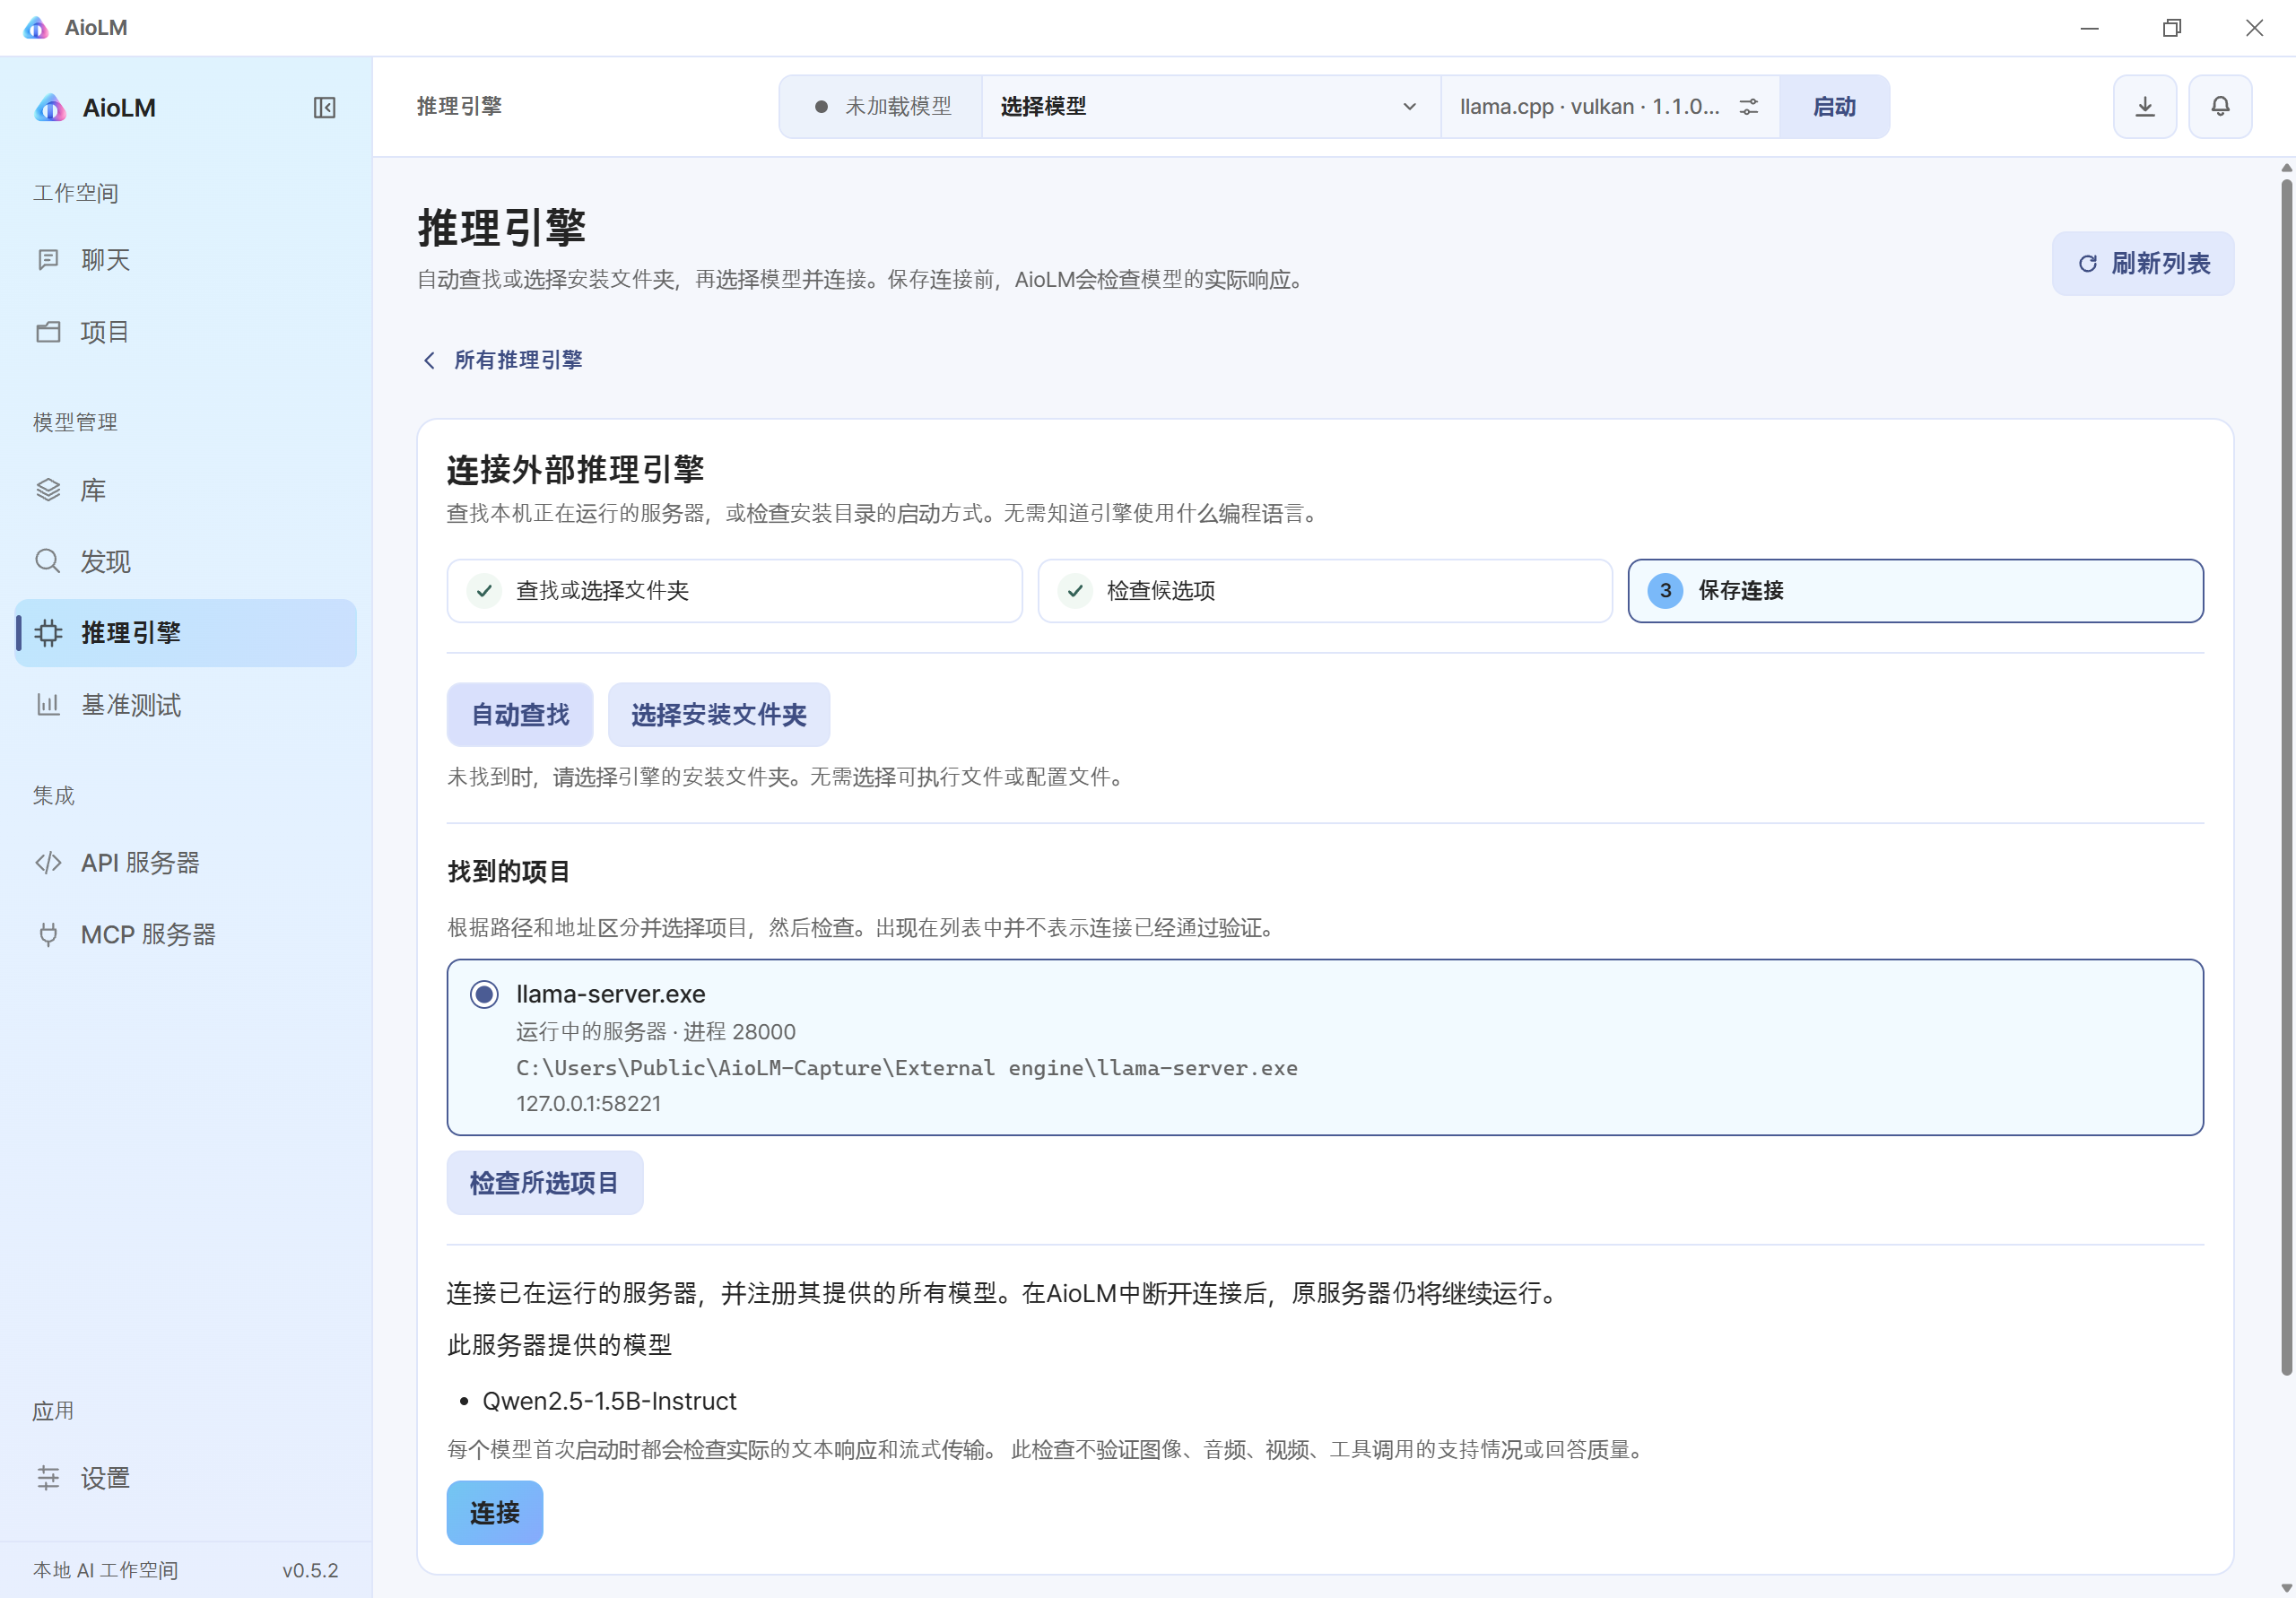 AioLM
AioLM
工作空间
聊天
项目
模型管理
库
发现
推理引擎
基准测试
集成
API 服务器
MCP 服务器
应用
设置
本地 AI 工作空间
v0.5.2
推理引擎
未加载模型
选择模型
llama.cpp · vulkan · 1.1.0...
启动
推理引擎
自动查找或选择安装文件夹，再选择模型并连接。保存连接前，AioLM会检查模型的实际响应。
刷新列表
所有推理引擎
连接外部推理引擎
查找本机正在运行的服务器，或检查安装目录的启动方式。无需知道引擎使用什么编程语言。
查找或选择文件夹
检查候选项
3 保存连接
自动查找
选择安装文件夹
未找到时，请选择引擎的安装文件夹。无需选择可执行文件或配置文件。
找到的项目
根据路径和地址区分并选择项目，然后检查。出现在列表中并不表示连接已经通过验证。
llama-server.exe
运行中的服务器 · 进程 28000
C:\Users\Public\AioLM-Capture\External engine\llama-server.exe
127.0.0.1:58221
检查所选项目
连接已在运行的服务器，并注册其提供的所有模型。在AioLM中断开连接后，原服务器仍将继续运行。
此服务器提供的模型
• Qwen2.5-1.5B-Instruct
每个模型首次启动时都会检查实际的文本响应和流式传输。 此检查不验证图像、音频、视频、工具调用的支持情况或回答质量。
连接